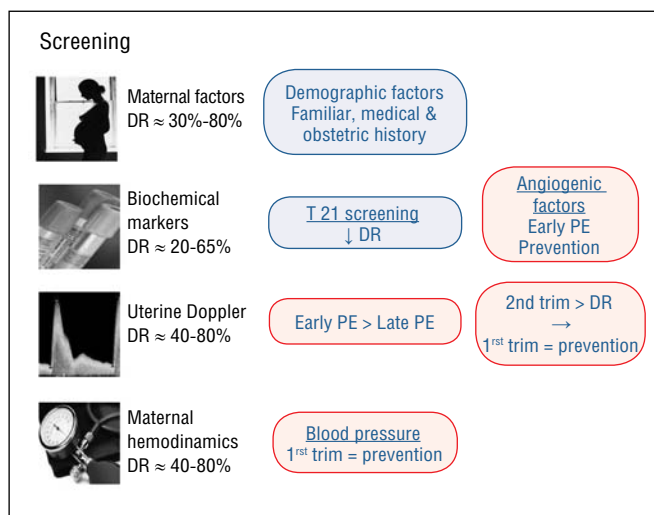 Screening
Maternal factors
DR ≈ 30%-80%
Demographic factors
Familiar, medical &
obstetric history
Biochemical
markers
DR ≈ 20-65%
T 21 screening
↓ DR
Angiogenic
factors
Early PE
Prevention
Uterine Doppler
DR ≈ 40-80%
Early PE > Late PE
2nd trim > DR
→
1rst trim = prevention
Maternal
hemodinamics
DR ≈ 40-80%
Blood pressure
1rst trim = prevention